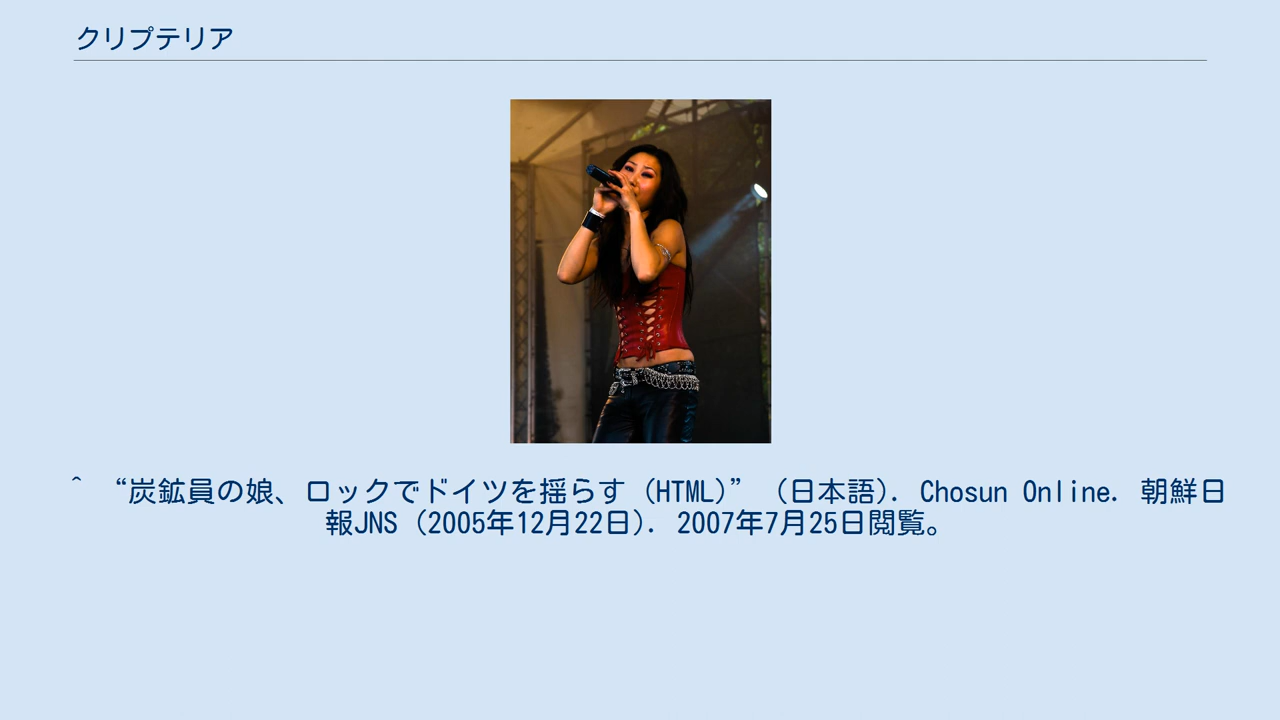 クリプテリア
^ “炭鉱員の娘、ロックでドイツを揺らす (HTML)” (日本語). Chosun Online. 朝鮮日
報JNS (2005年12月22日). 2007年7月25日閲覧。